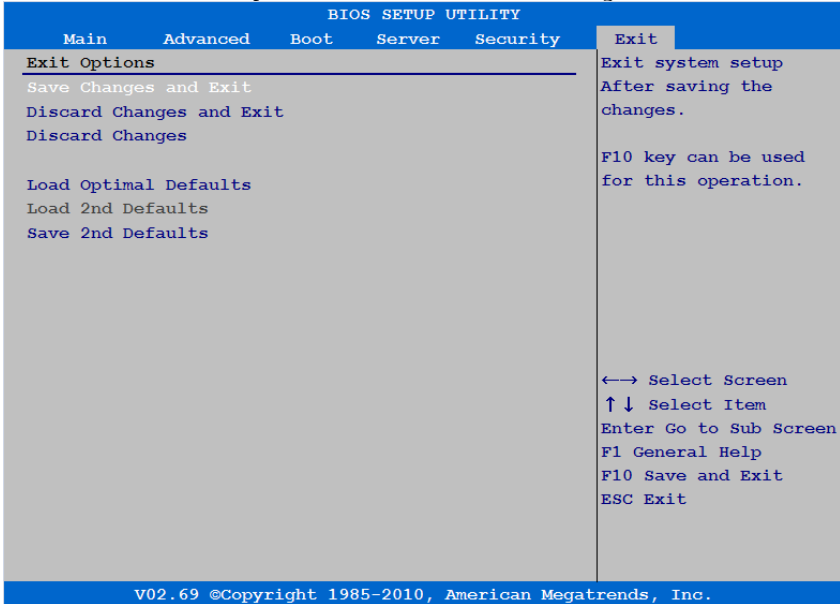 BIOS SETUP UTILITY
Main Advanced Boot Server Security Exit
Exit Options
Save Changes and Exit
Discard Changes and Exit
Discard Changes
Load Optimal Defaults
Load 2nd Defaults
Save 2nd Defaults
Exit system setup
After saving the
changes.
F10 key can be used
for this operation.
←→ Select Screen
↑↓ Select Item
Enter Go to Sub Screen
F1 General Help
F10 Save and Exit
ESC Exit
V02.69 ©Copyright 1985-2010, American Megatrends, Inc.